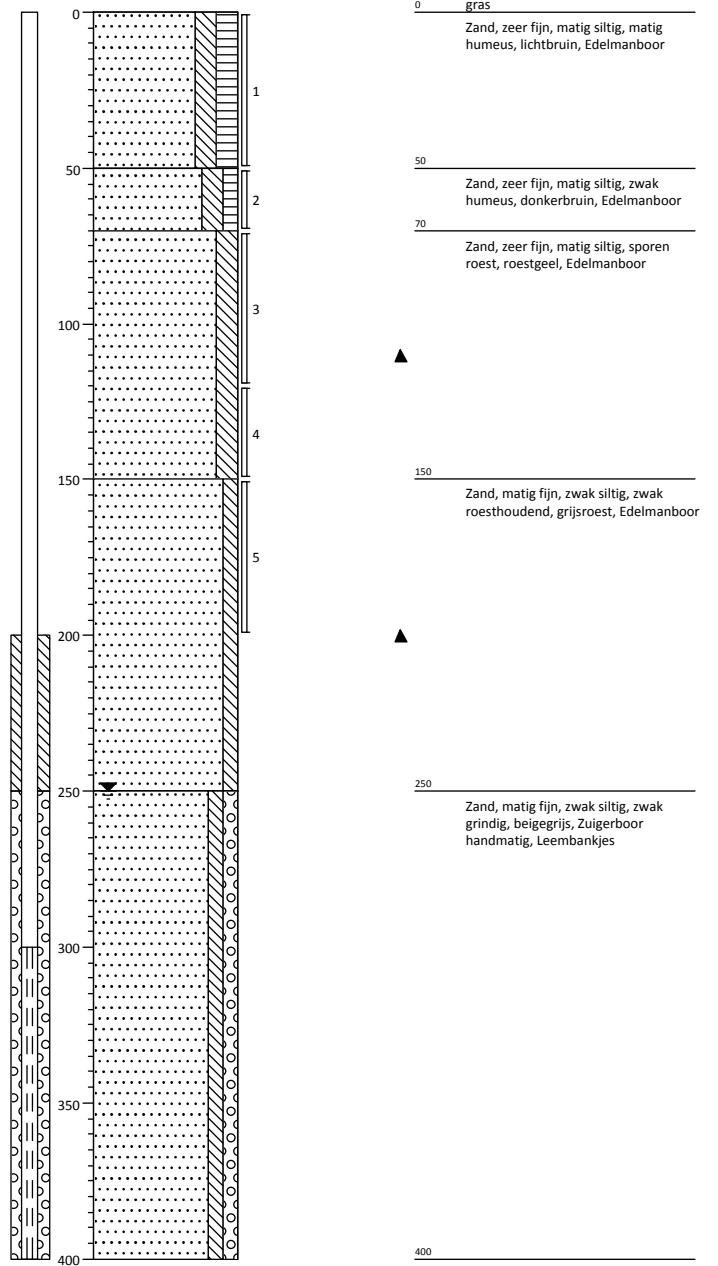 0
50
100
150
200
250
300
350
400
1
2
3
4
5
0
gras
Zand, zeer fijn, matig siltig, matig
humeus, lichtbruin, Edelmanboor
50
Zand, zeer fijn, matig siltig, zwak
humeus, donkerbruin, Edelmanboor
70
Zand, zeer fijn, matig siltig, sporen
roest, roestgeel, Edelmanboor
150
Zand, matig fijn, zwak siltig, zwak
roesthoudend, grijsroest, Edelmanboor
250
Zand, matig fijn, zwak siltig, zwak
grindig, beigegrijs, Zuigerboor
handmatig, Leembankjes
400